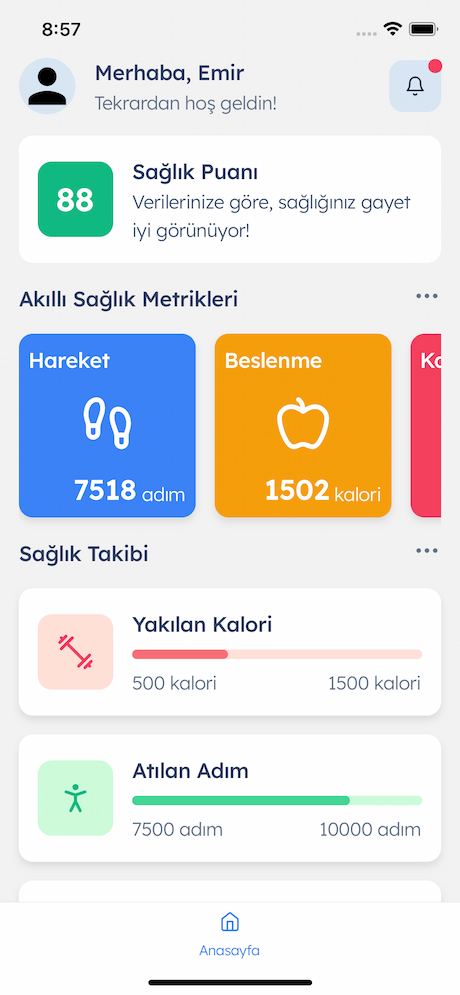 8:57
Merhaba, Emir
Tekrardan hoş geldin!
88
Sağlık Puanı
Verilerinize göre, sağlığınız gayet
iyi görünüyor!
Akıllı Sağlık Metrikleri
Hareket
7518 adım
Beslenme
1502 kalori
Sağlık Takibi
Yakılan Kalori
500 kalori
1500 kalori
Atılan Adım
7500 adım
10000 adım
Anasayfa